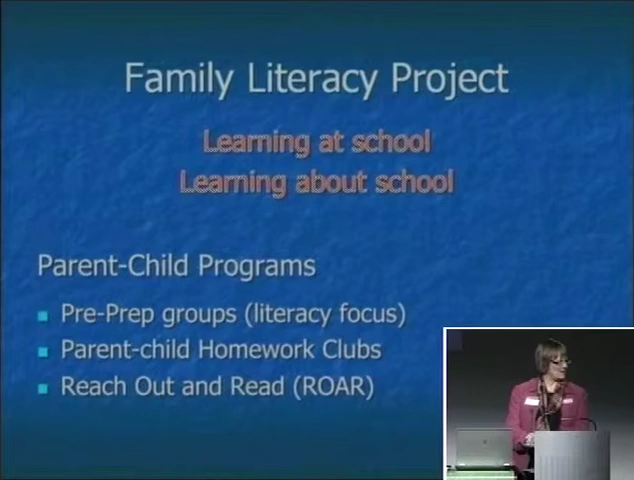 Family Literacy Project
Learning at school
Learning about school
Parent-Child Programs
Pre-Prep groups (literacy focus)
Parent-child Homework Clubs
Reach Out and Read (ROAR)